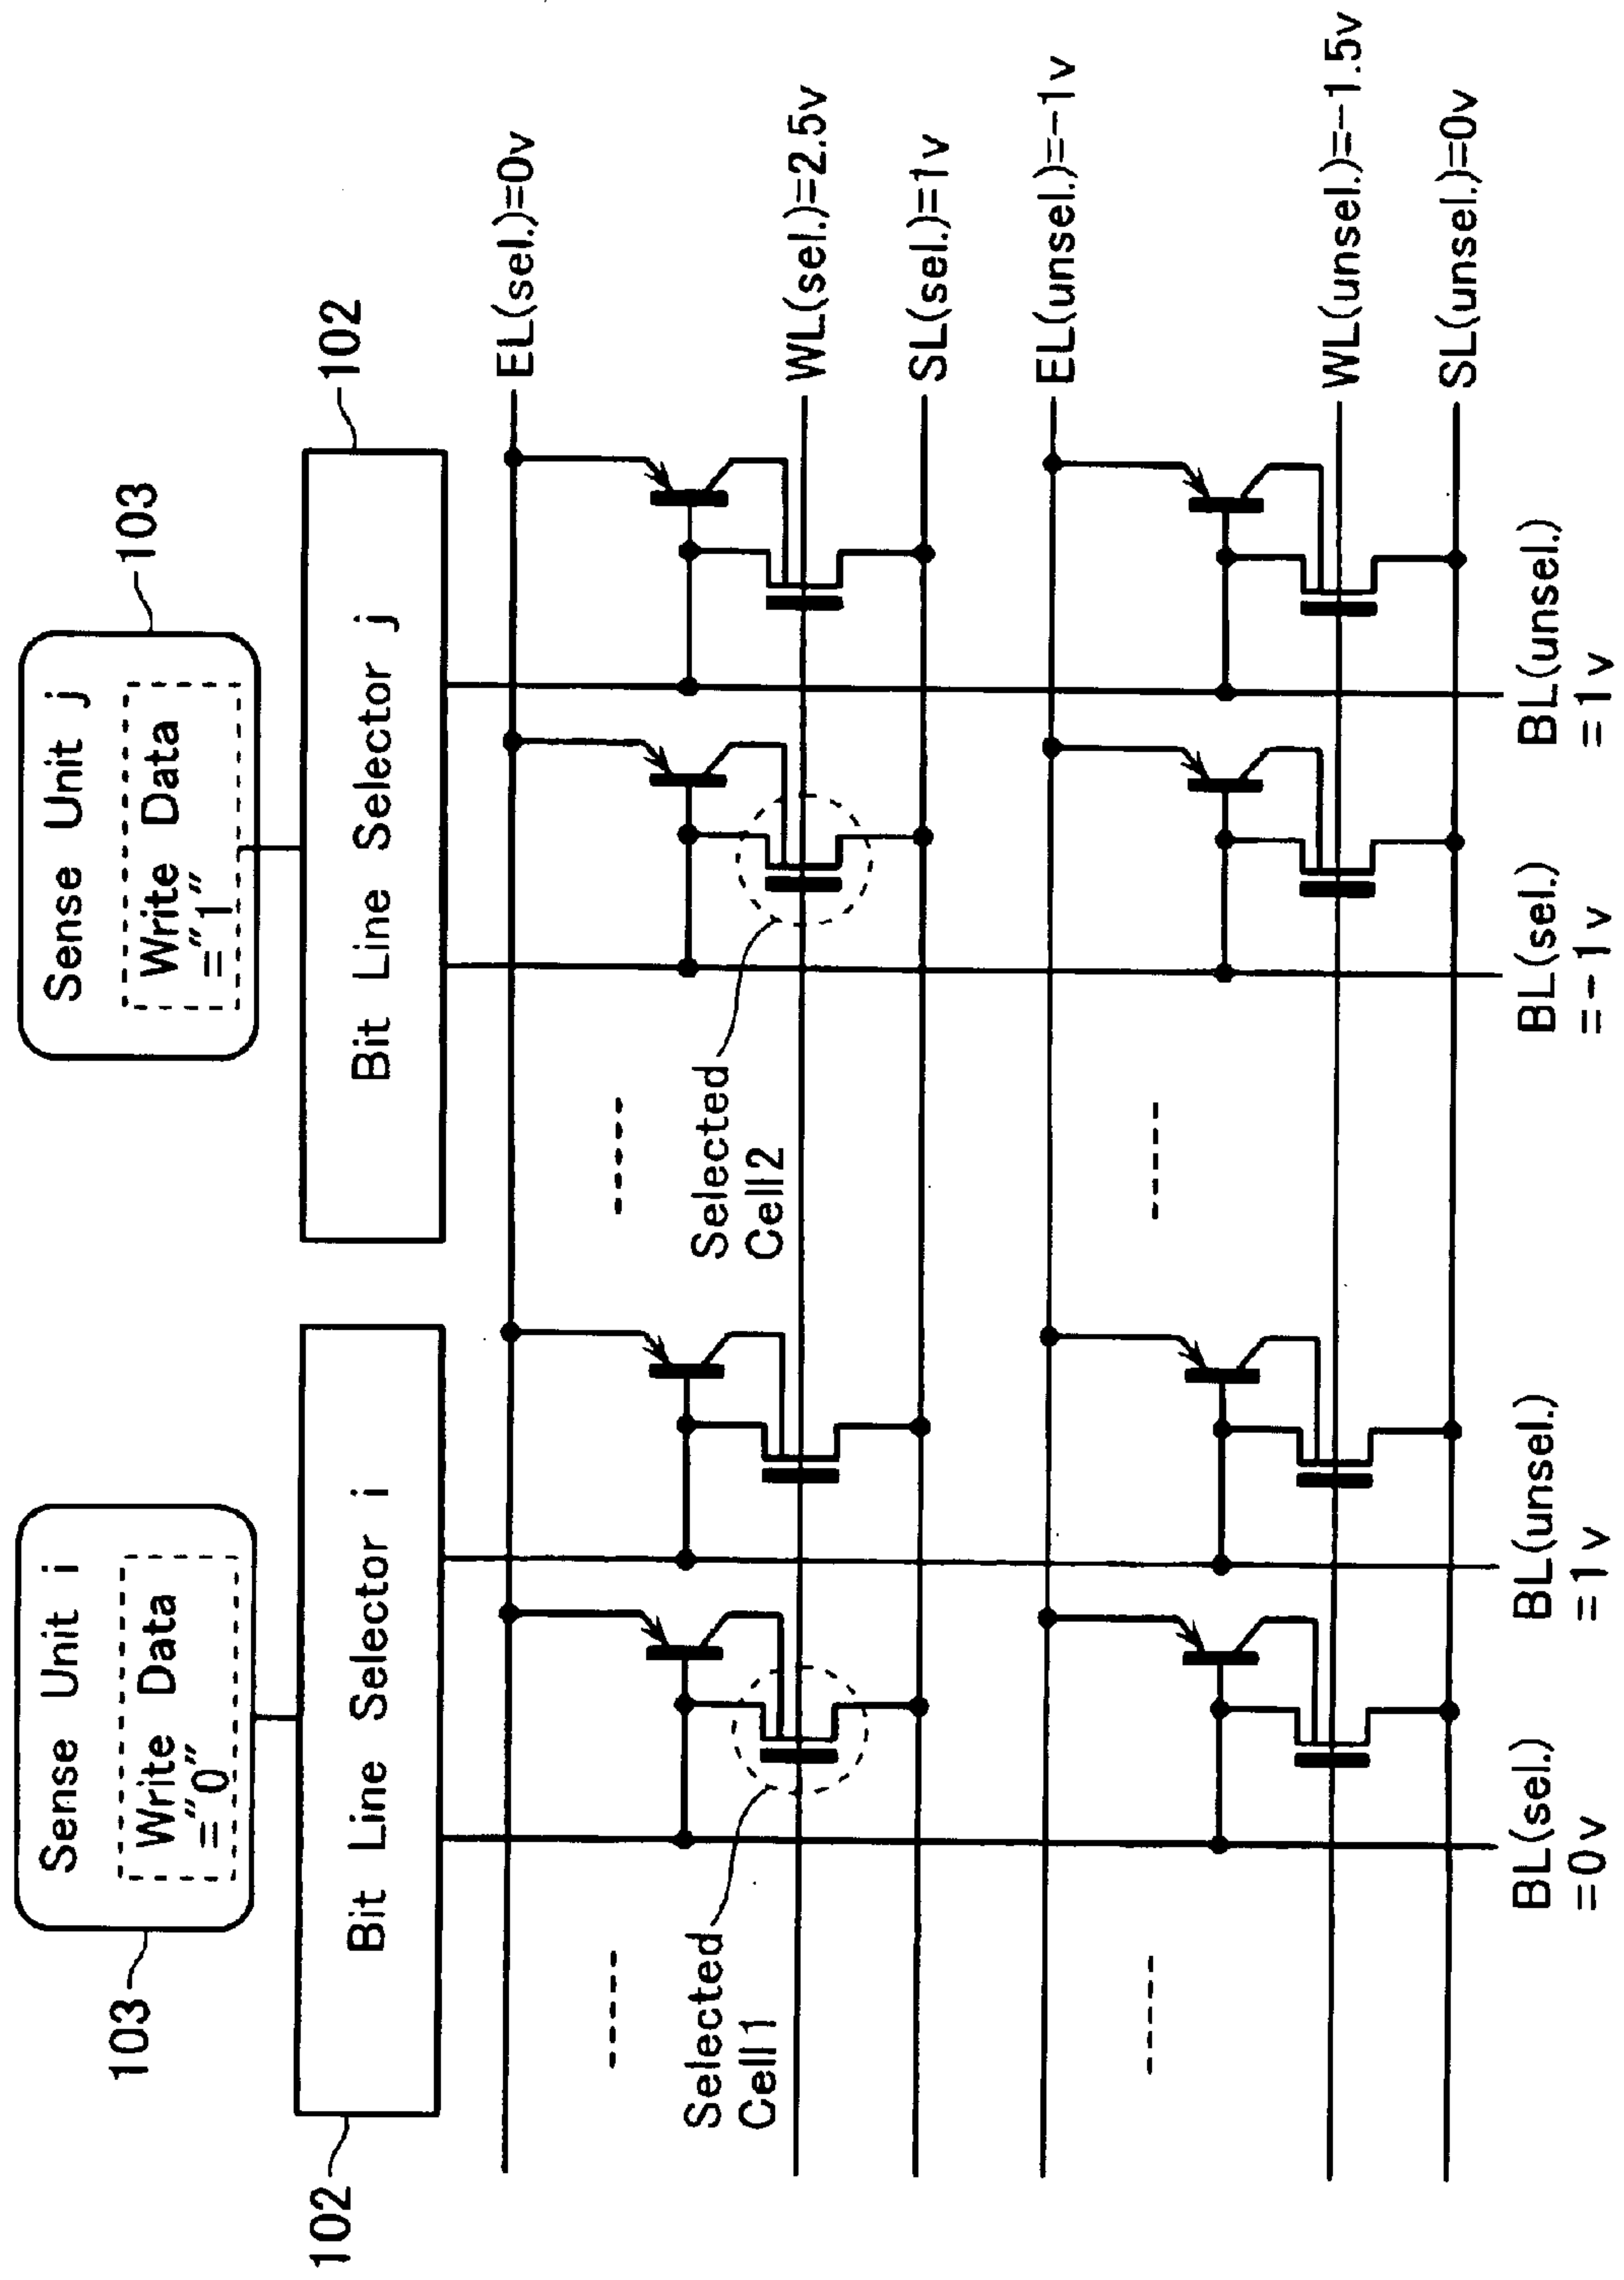 103
Sense Unit i
Write Data
="0"
103
Sense Unit j
Write Data
="1"
102
Bit Line Selector i
Bit Line Selector j
102
EL(sel.)=0v
Selected
Cell1
Selected
Cell2
WL(sel.)=2.5v
SL(sel.)=1v
EL(unsel.)=-1v
WL(unsel.)=-1.5v
SL(unsel.)=0v
BL(sel.)
=0v
BL(unsel.)
=1v
BL(sel.)
=-1v
BL(unsel.)
=1v